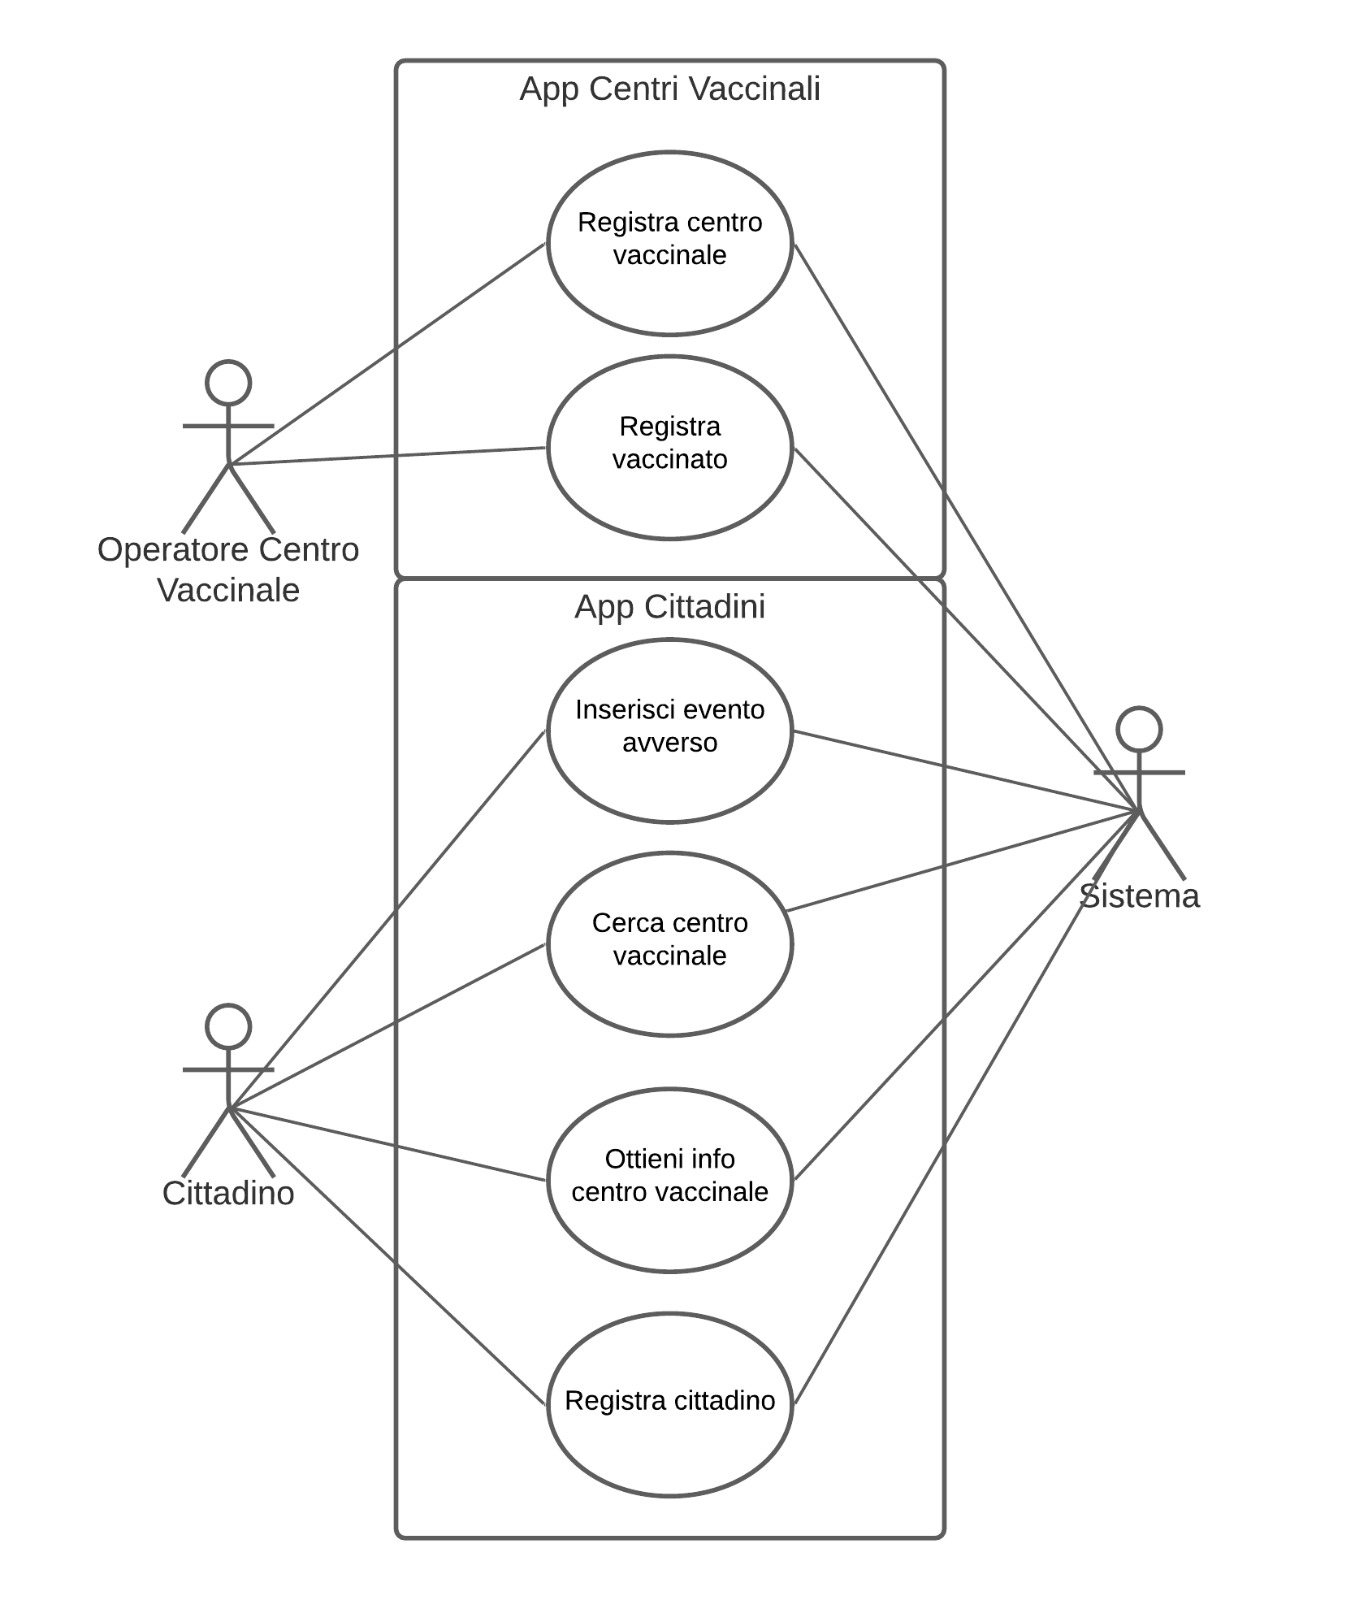 App Centri Vaccinali
Registra centro
vaccinale
Registra
vaccinato
Operatore Centro
Vaccinale
App Cittadini
Inserisci evento
avverso
Sistema
Cerca centro
vaccinale
Cittadino
Ottieni info
centro vaccinale
Registra cittadino